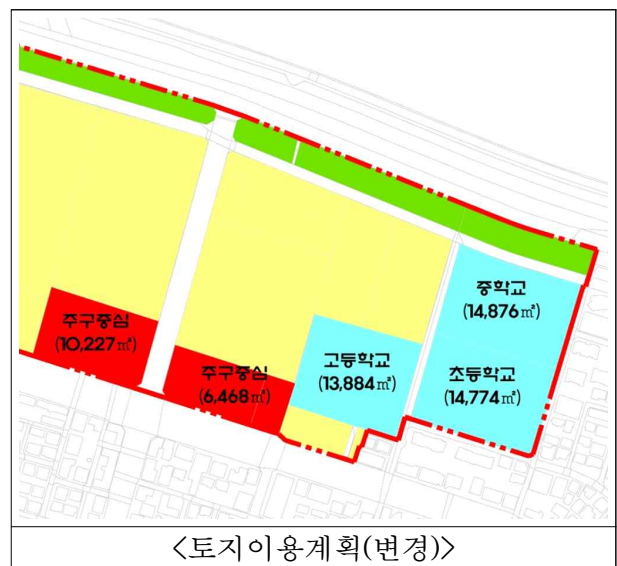 중학교
(14,876㎡)
주구중심
(10,227㎡)
고등학교
(13,884㎡)
초등학교
(14,774㎡)
주구중심
(6,468㎡)
<토지이용계획(변경)>